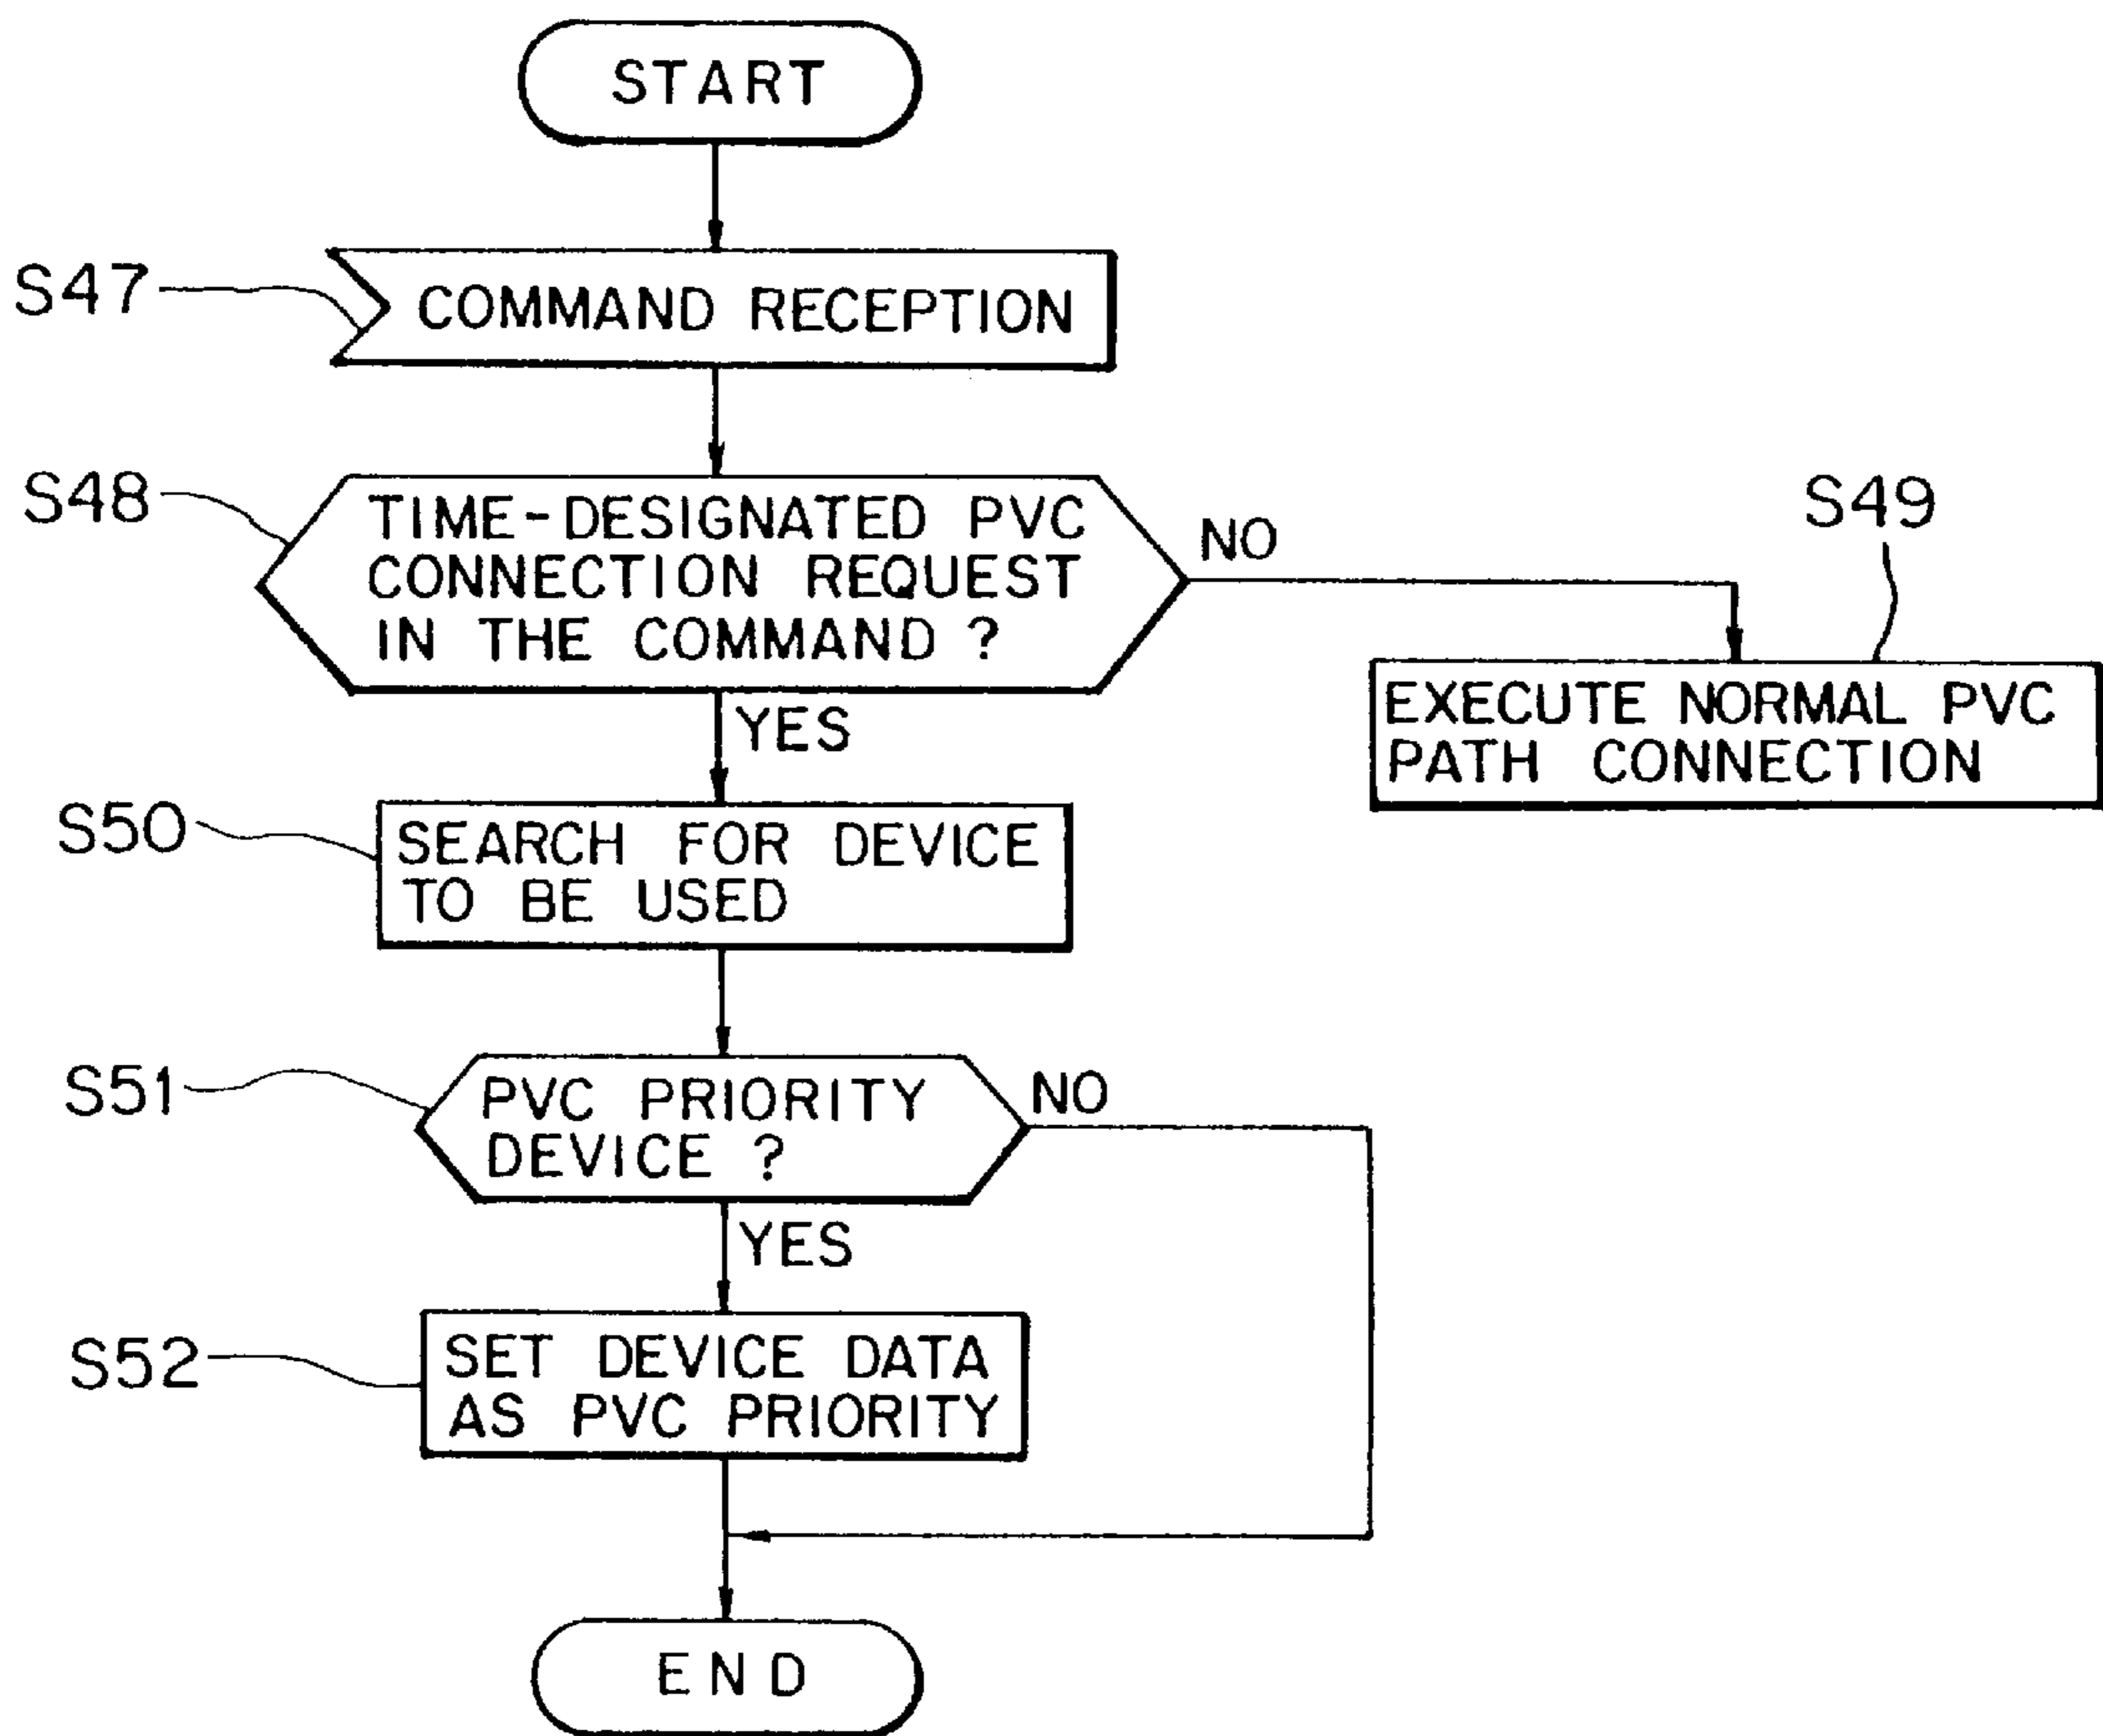 START
S47
COMMAND RECEPTION
S48
TIME-DESIGNATED PVC
CONNECTION REQUEST
IN THE COMMAND ?
NO
S49
EXECUTE NORMAL PVC
PATH CONNECTION
YES
S50
SEARCH FOR DEVICE
TO BE USED
S51
PVC PRIORITY
DEVICE ?
NO
YES
S52
SET DEVICE DATA
AS PVC PRIORITY
END